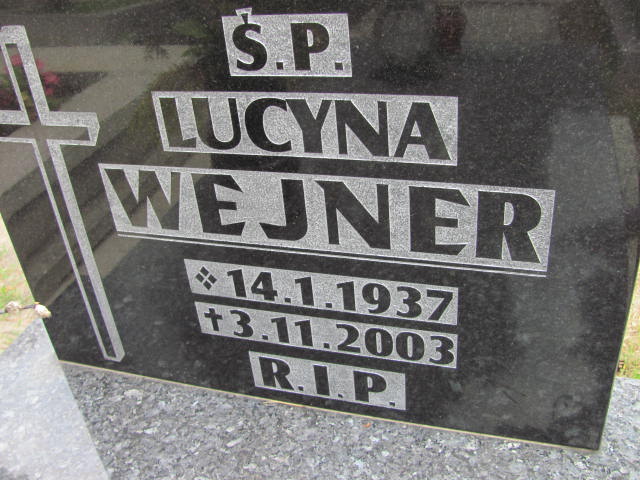 Ś.P.
LUCYNA
WEJNER
❖ 14.1.1937
✝ 3.11.2003
R.I.P.